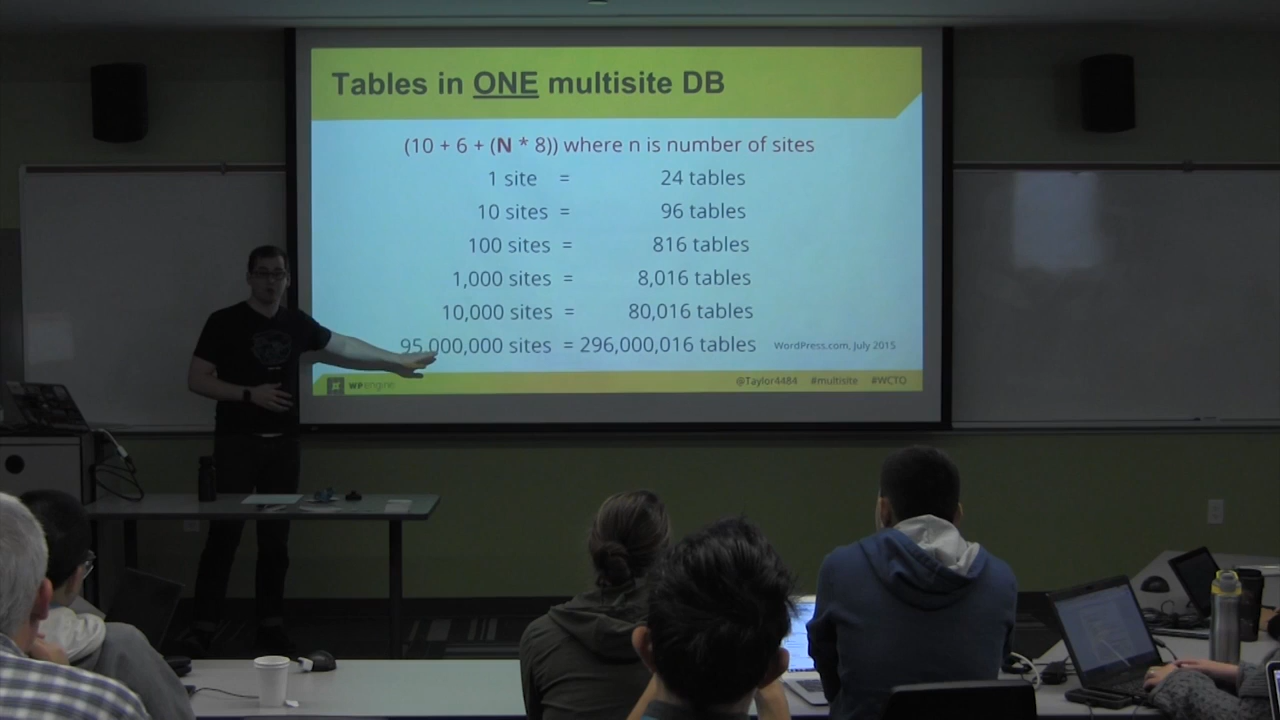 Tables in ONE multisite DB
(10 + 6 + (N * 8)) where n is number of sites
1 site = 24 tables
10 sites = 96 tables
100 sites = 816 tables
1,000 sites = 8,016 tables
10,000 sites = 80,016 tables
95,000,000 sites = 296,000,016 tables WordPress.com, July 2015
WPengine @Taylor4484 #multisite #WCTO